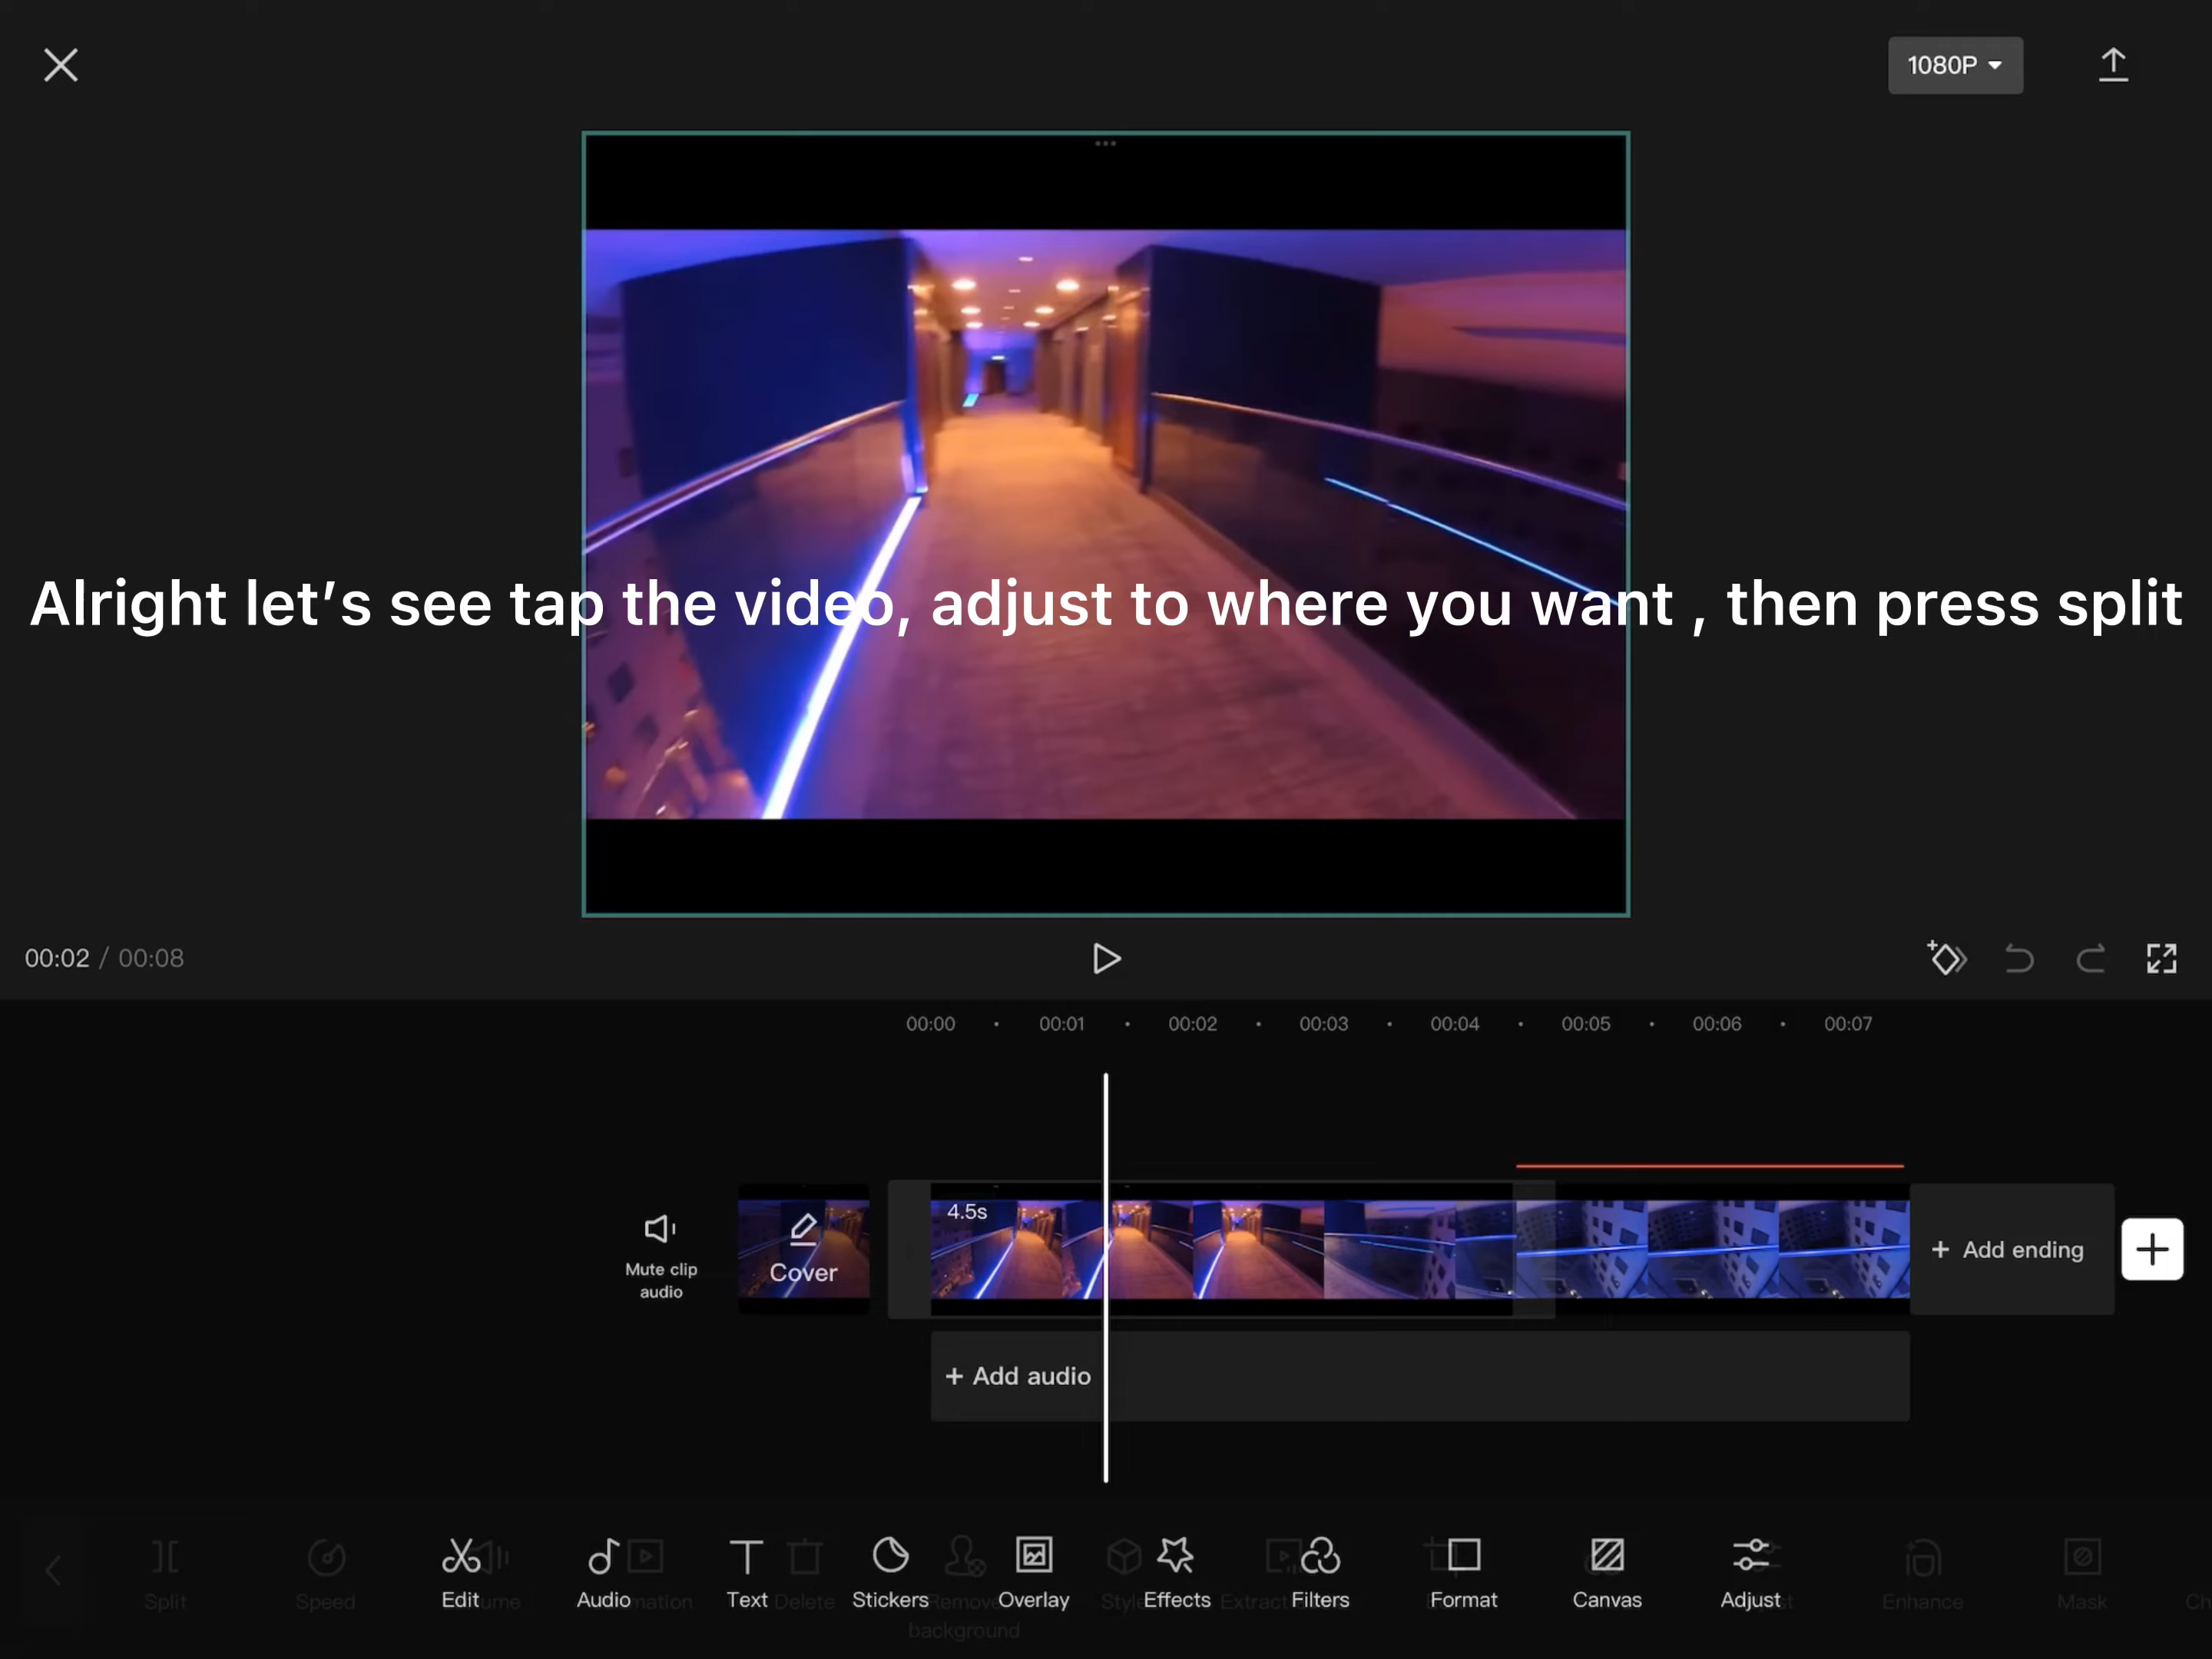 1080P
Alright let’s see tap the video, adjust to where you want , then press split
00:02 / 00:08
00:00 00:01 00:02 00:03 00:04 00:05 00:06 00:07
4.5s
Mute clip
audio
Cover
+ Add ending
+ Add audio
Split Speed Edit Audio Text Delete Stickers Overlay Effects Extract Filters Format Canvas Adjust Enhance Mask
background